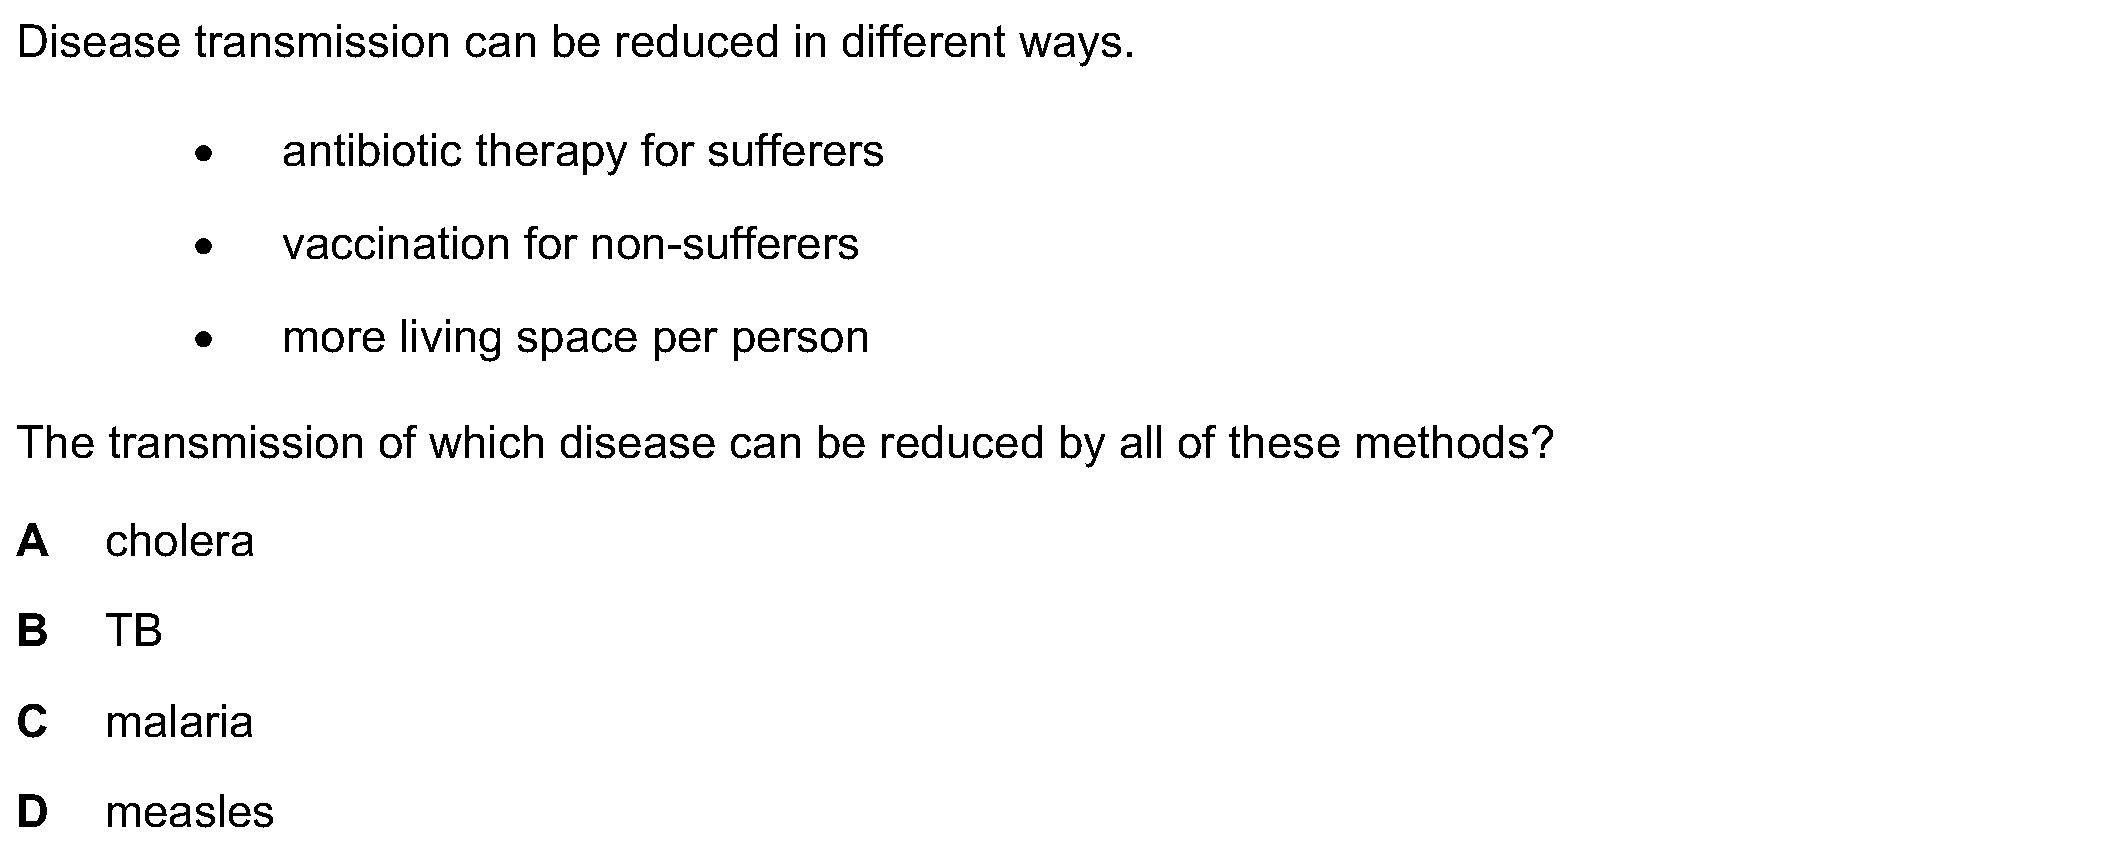 Disease transmission can be reduced in different ways.
• antibiotic therapy for sufferers
• vaccination for non-sufferers
• more living space per person
The transmission of which disease can be reduced by all of these methods?
A cholera
B TB
C malaria
D measles